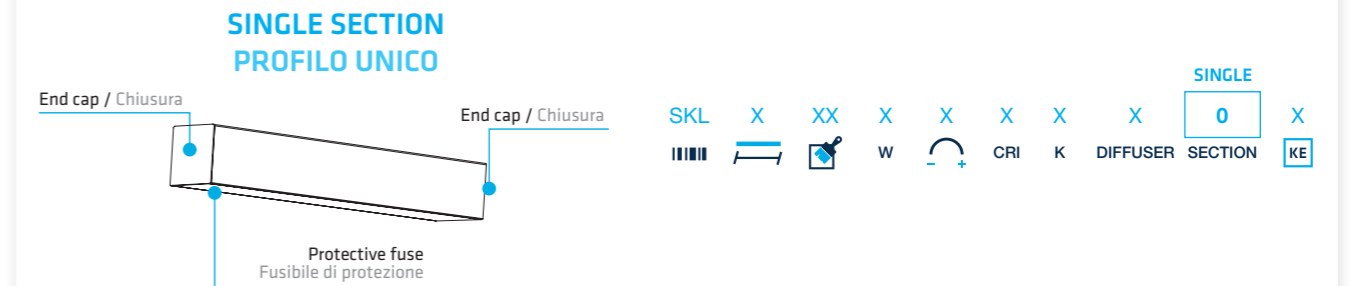 SINGLE SECTION
PROFILO UNICO
End cap / Chiusura
End cap / Chiusura
Protective fuse
Fusibile di protezione
SINGLE
SKL X XX X X X X X 0 X
W - + CRI K DIFFUSER SECTION KE